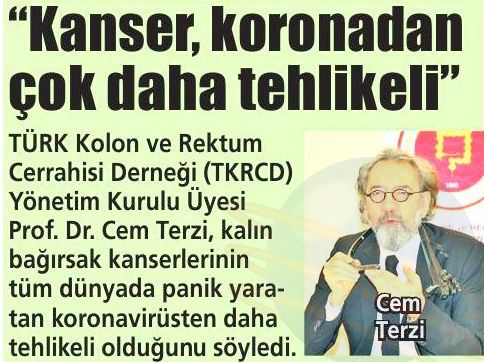 “Kanser, koronadan
çok daha tehlikeli”
TÜRK Kolon ve Rektum
Cerrahisi Derneği (TKRCD)
Yönetim Kurulu Üyesi
Prof. Dr. Cem Terzi, kalın
bağırsak kanserlerinin
tüm dünyada panik yara-
tan koronavirüsten daha
tehlikeli olduğunu söyledi.
Cem
Terzi